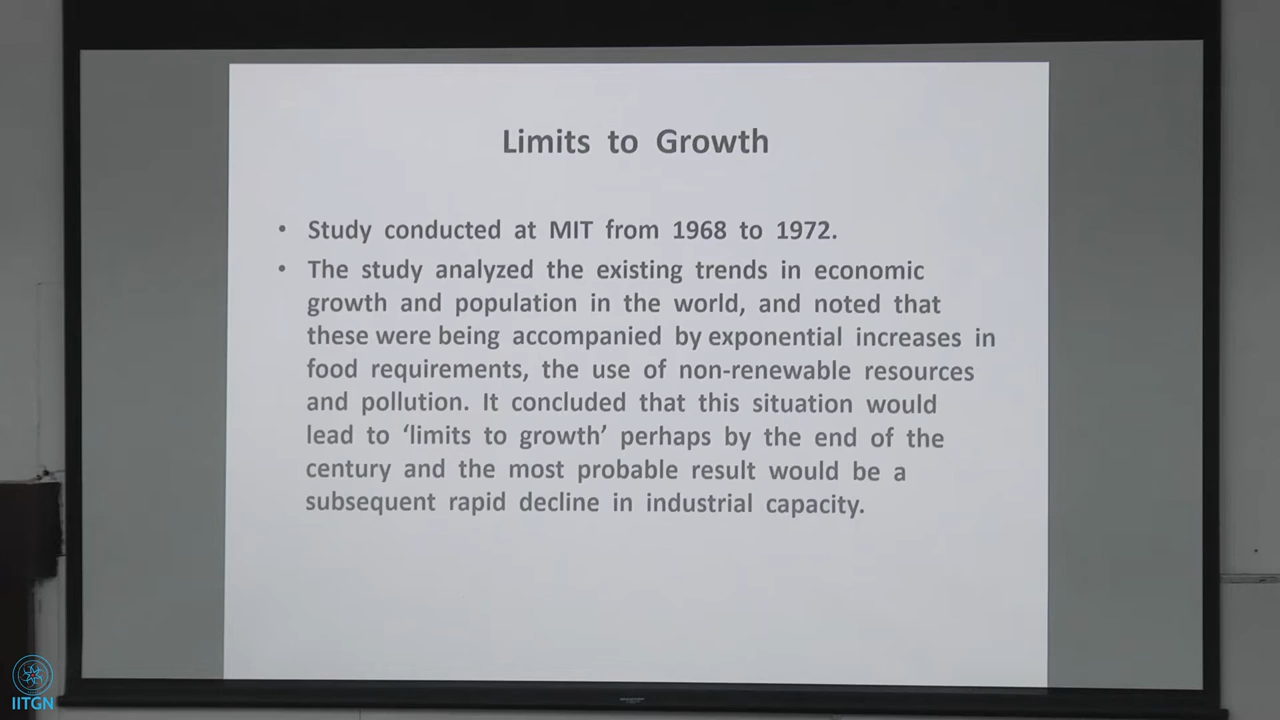 Limits to Growth
• Study conducted at MIT from 1968 to 1972.
• The study analyzed the existing trends in economic
growth and population in the world, and noted that
these were being accompanied by exponential increases in
food requirements, the use of non-renewable resources
and pollution. It concluded that this situation would
lead to ‘limits to growth’ perhaps by the end of the
century and the most probable result would be a
subsequent rapid decline in industrial capacity.
IITGN